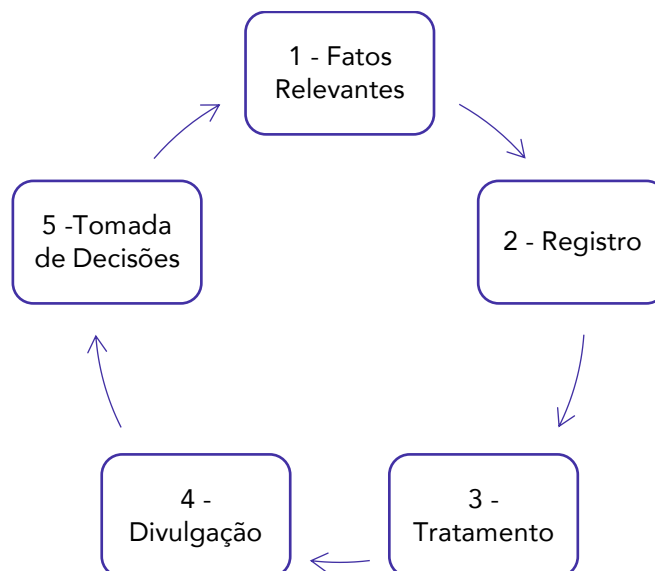 1 - Fatos
Relevantes
2 - Registro
3 -
Tratamento
4 -
Divulgação
5 -Tomada
de Decisões